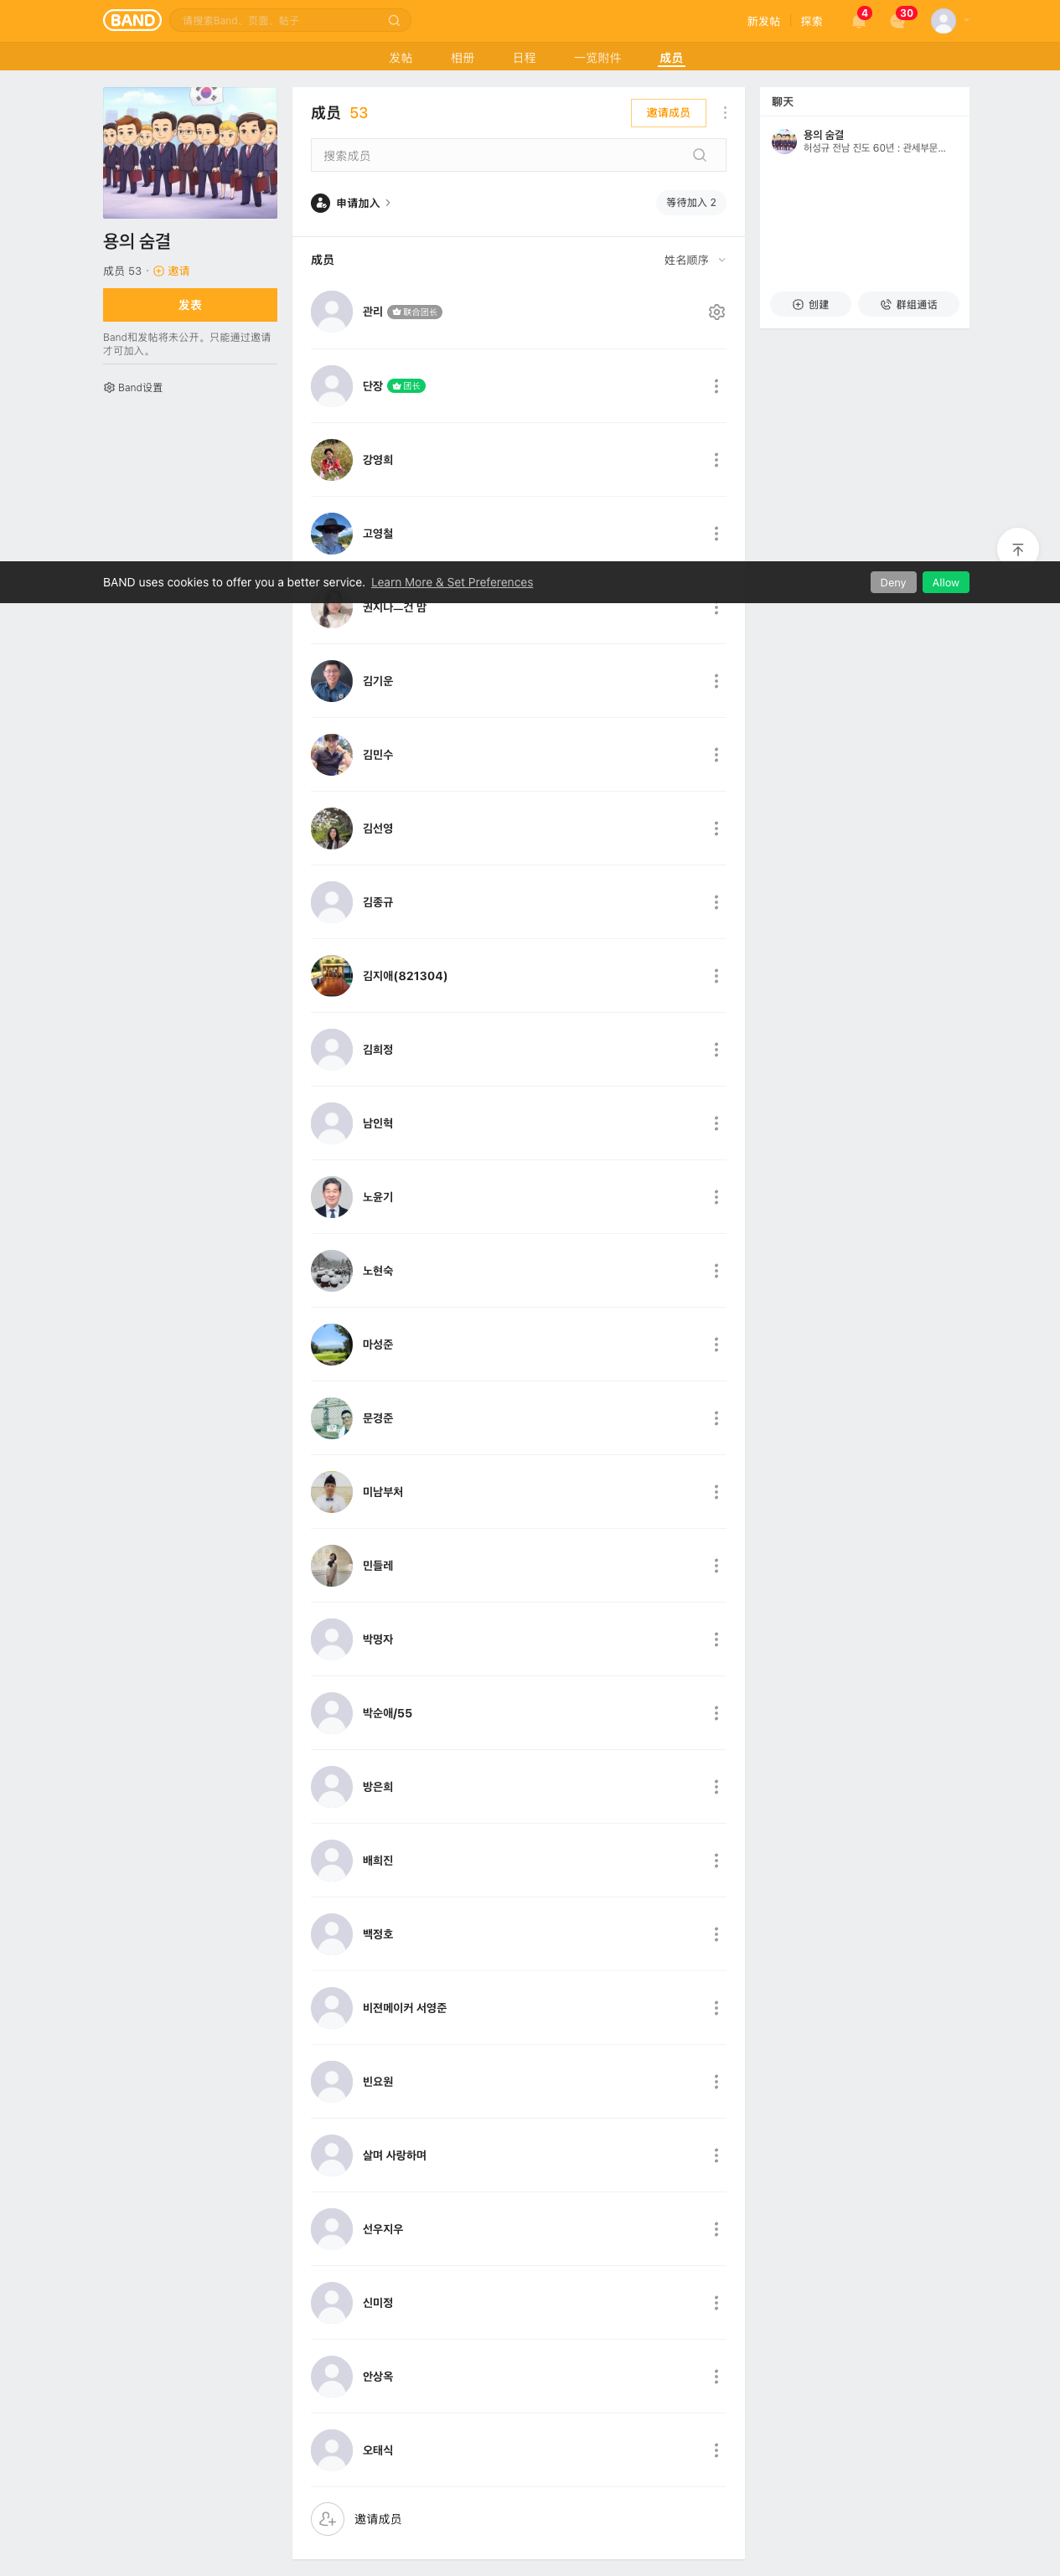 BAND
请搜索Band、页面、帖子
新发帖
探索
4
30
发帖
相册
日程
一览附件
成员
용의 숨결
成员 53 · 邀请
发表
Band和发帖将未公开。只能通过邀请
才可加入。
Band设置
成员 53
邀请成员
搜索成员
申请加入
等待加入 2
成员
姓名顺序
관리 联合团长
단장 团长
강영희
고영철
BAND uses cookies to offer you a better service. Learn More & Set Preferences
Deny
Allow
권지나ㅡ건 맘
김기운
김민수
김선영
김종규
김지애(821304)
김희정
남인혁
노윤기
노현숙
마성준
문경준
미남부처
민들레
박명자
박순애/55
방은희
배희진
백정호
비젼메이커 서영준
빈요원
살며 사랑하며
선우지우
신미정
안상옥
오태식
邀请成员
聊天
용의 숨결
허성규 전남 진도 60년 : 관세부문...
创建
群组通话